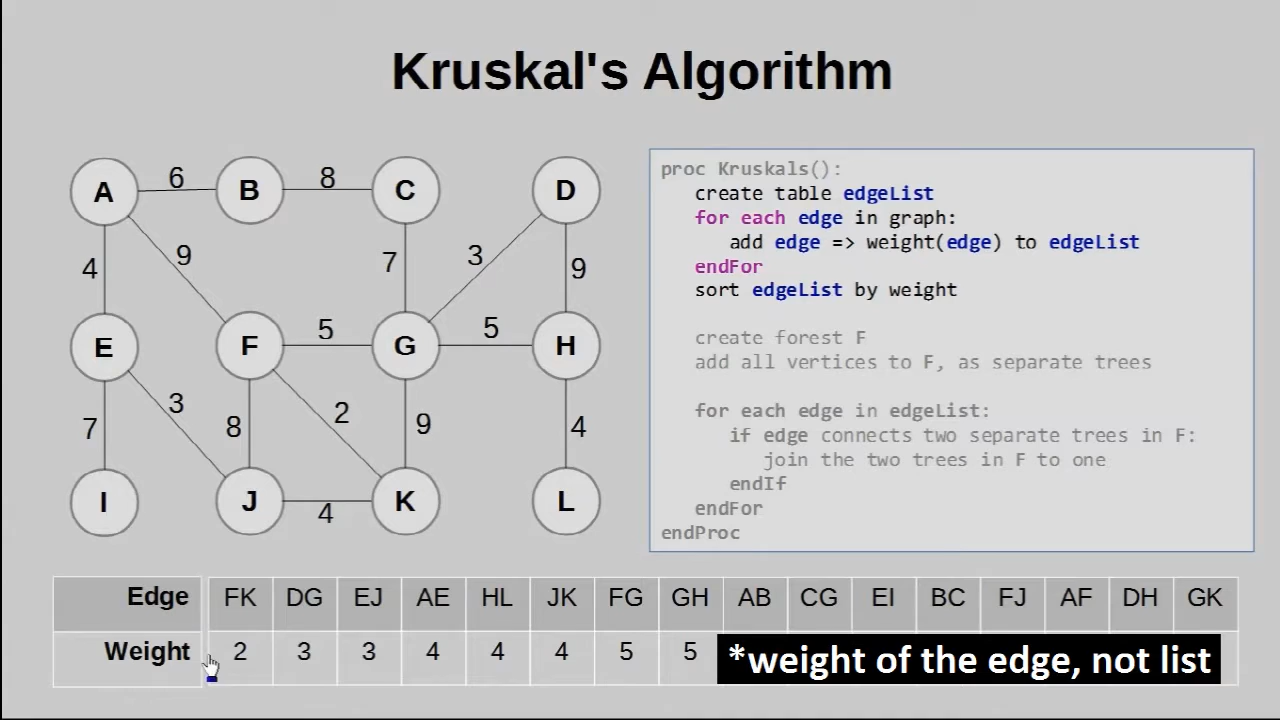 Kruskal's Algorithm
A 6 B 8 C D
4 9 7 3 9
E F 5 G 5 H
7 3 8 2 9 4
I J 4 K L
proc Kruskals():
create table edgeList
for each edge in graph:
add edge => weight(edge) to edgeList
endFor
sort edgeList by weight
create forest F
add all vertices to F, as separate trees
for each edge in edgeList:
if edge connects two separate trees in F:
join the two trees in F to one
endIf
endFor
endProc
Edge FK DG EJ AE HL JK FG GH AB CG EI BC FJ AF DH GK
Weight 2 3 3 4 4 4 5 5
*weight of the edge, not list